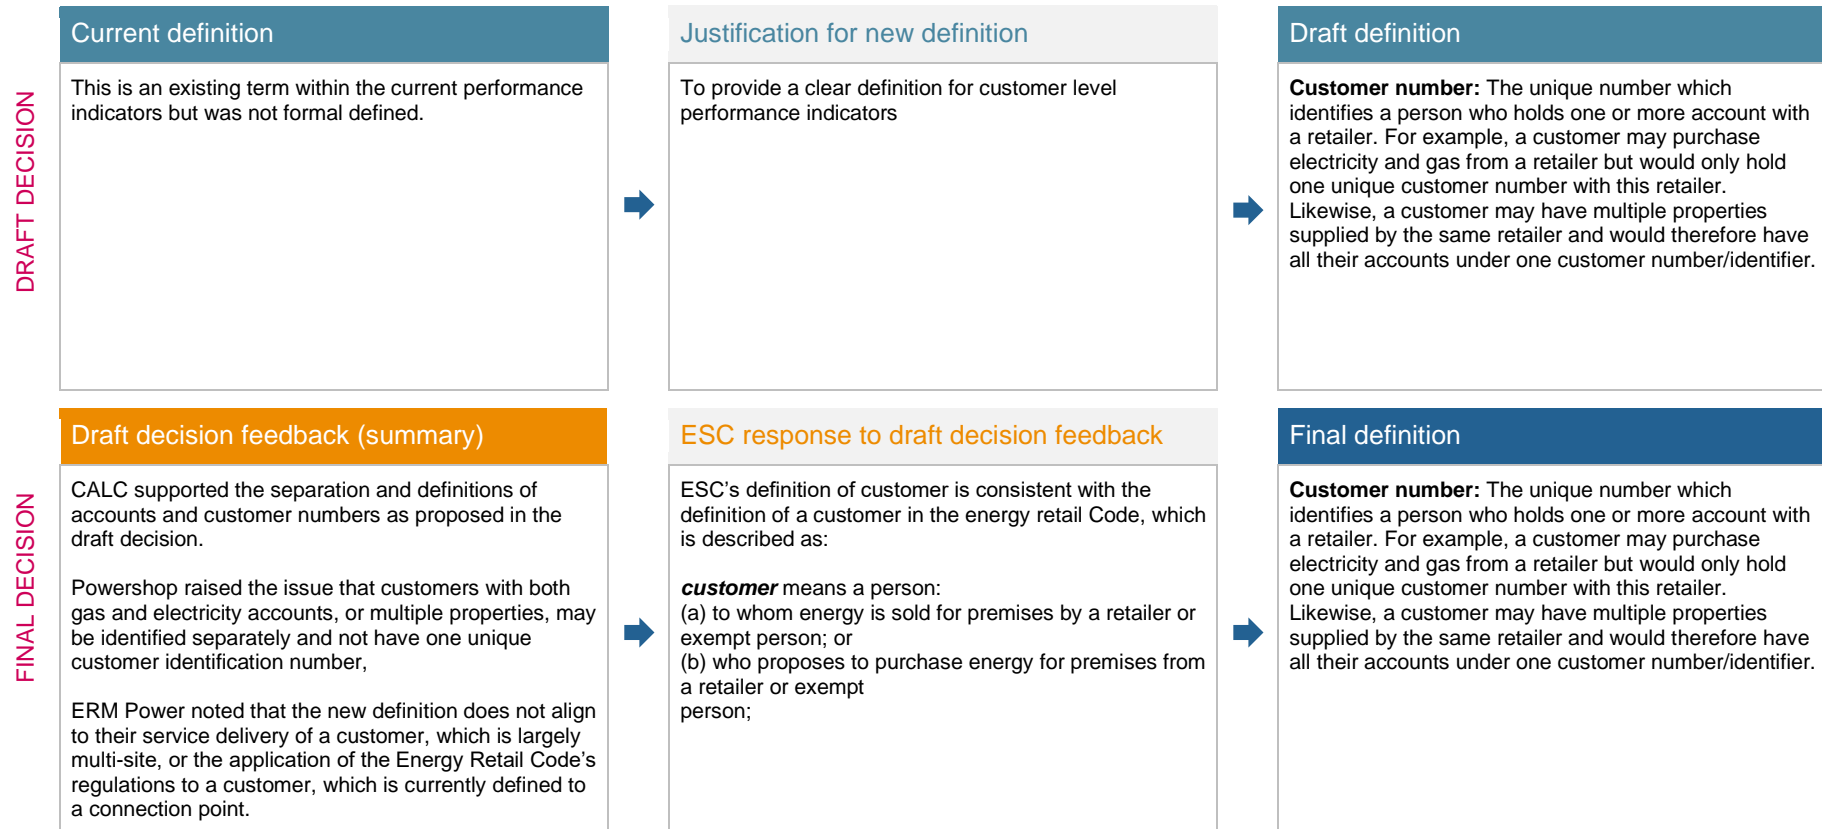 DRAFT DECISION
Current definition
This is an existing term within the current performance
indicators but was not formal defined.
Justification for new definition
To provide a clear definition for customer level
performance indicators
Draft definition
Customer number: The unique number which
identifies a person who holds one or more account with
a retailer. For example, a customer may purchase
electricity and gas from a retailer but would only hold
one unique customer number with this retailer.
Likewise, a customer may have multiple properties
supplied by the same retailer and would therefore have
all their accounts under one customer number/identifier.
FINAL DECISION
Draft decision feedback (summary)
CALC supported the separation and definitions of
accounts and customer numbers as proposed in the
draft decision.
Powershop raised the issue that customers with both
gas and electricity accounts, or multiple properties, may
be identified separately and not have one unique
customer identification number,
ERM Power noted that the new definition does not align
to their service delivery of a customer, which is largely
multi-site, or the application of the Energy Retail Code’s
regulations to a customer, which is currently defined to
a connection point.
ESC response to draft decision feedback
ESC’s definition of customer is consistent with the
definition of a customer in the energy retail Code, which
is described as:
customer means a person:
(a) to whom energy is sold for premises by a retailer or
exempt person; or
(b) who proposes to purchase energy for premises from
a retailer or exempt
person;
Final definition
Customer number: The unique number which
identifies a person who holds one or more account with
a retailer. For example, a customer may purchase
electricity and gas from a retailer but would only hold
one unique customer number with this retailer.
Likewise, a customer may have multiple properties
supplied by the same retailer and would therefore have
all their accounts under one customer number/identifier.